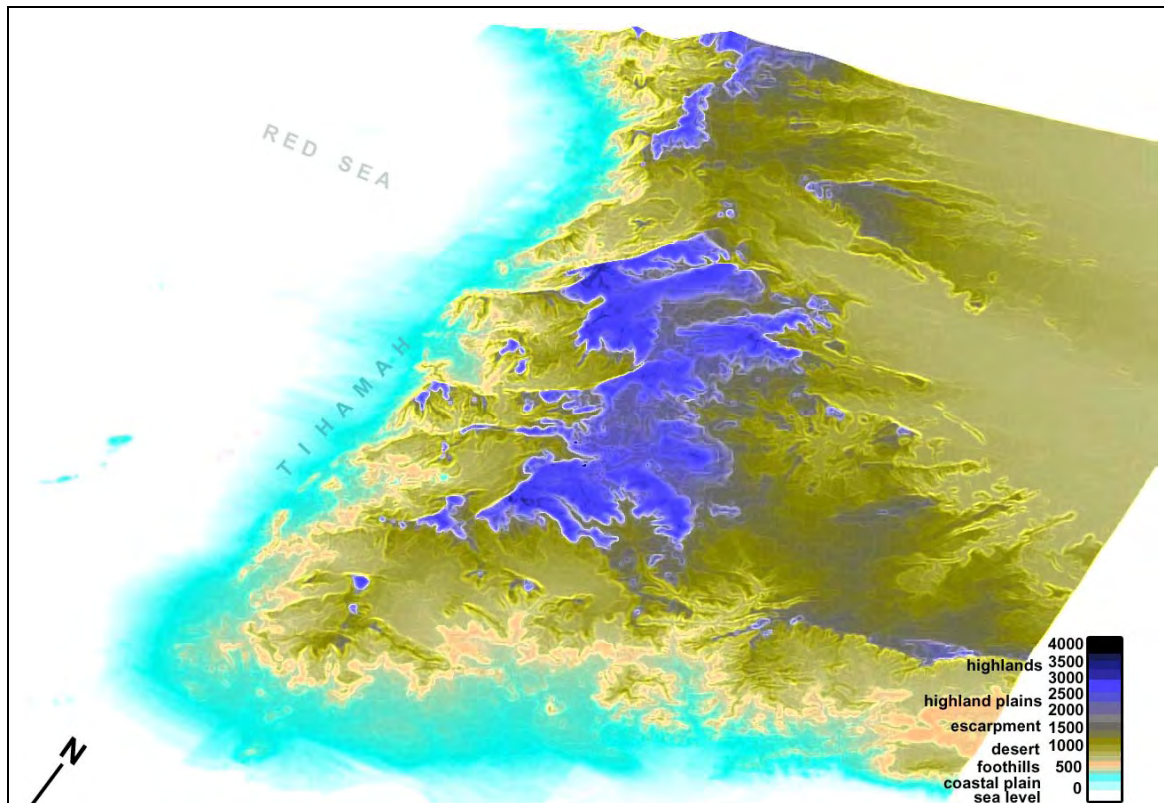 RED SEA
TIHAMAH
N
4000
highlands 3500
3000
2500
highland plains 2000
escrapment 1500
desert 1000
foothills 500
coastal plain 0
sea level